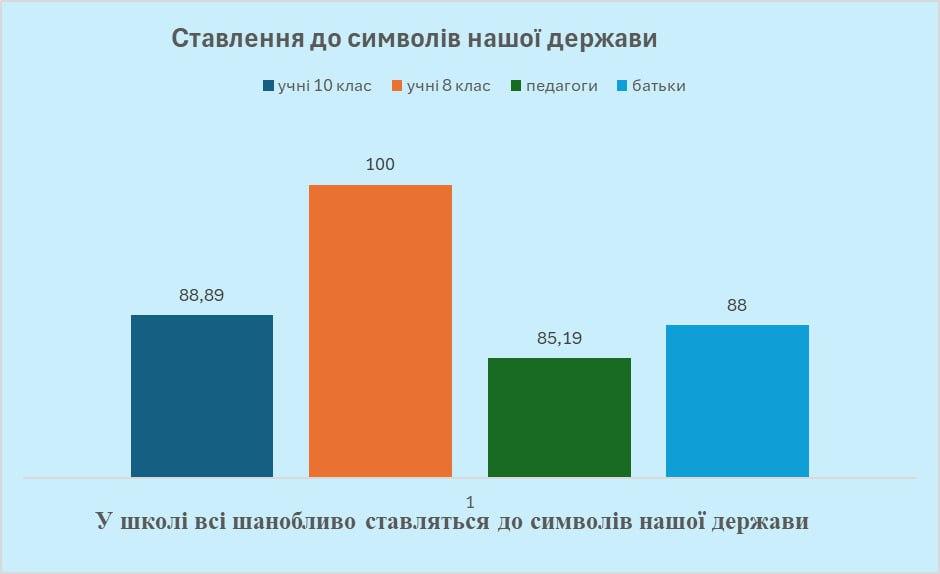 Ставлення до символів нашої держави
учні 10 клас учні 8 клас педагоги батьки
100
88,89
88
85,19
1
У школі всі шанобливо ставляться до символів нашої держави